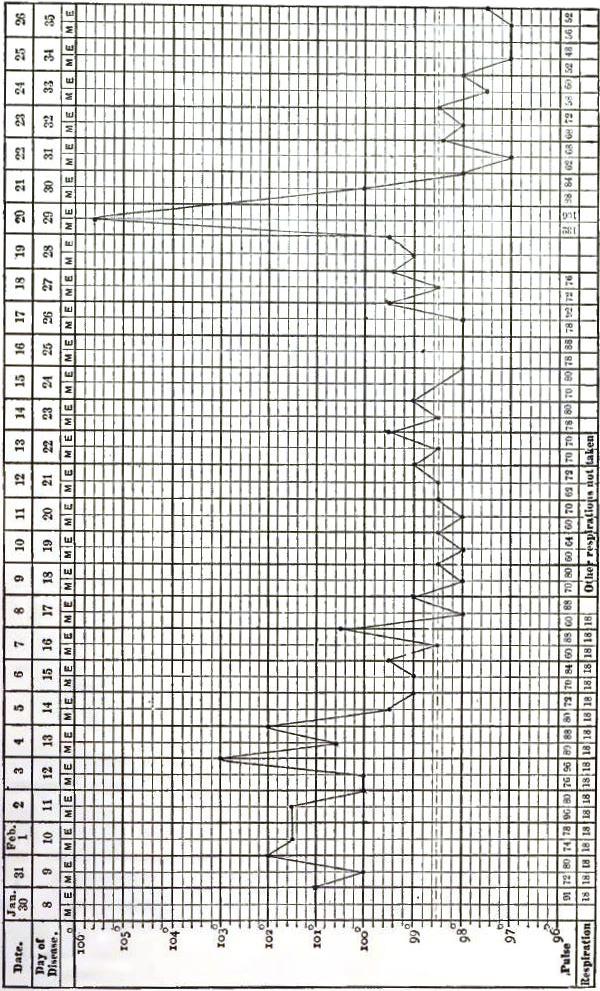 Date. Jan. 30 31 Feb. 1 2 3 4 5 6 7 8 9 10 11 12 13 14 15 16 17 18 19 20 21 22 23 24 25 26
Day of Disease. 8 9 10 11 12 13 14 15 16 17 18 19 20 21 22 23 24 25 26 27 28 29 30 31 32 33 34 35
M E M E M E M E M E M E M E M E M E M E M E M E M E M E M E M E M E M E M E M E M E M E M E M E M E M E M E M E
106°
105°
104°
103°
102°
101°
100°
99°
98°
97°
96°
Pulse 91 72 80 74 78 96 80 76 96 89 88 80 72 70 84 60 88 60 88 70 80 60 64 60 70 62 72 70 70 78 80 70 80 78 88 78 92 72 76 98 84 62 68 68 72 58 60 52 48 56 52
Respiration 18 18 18 18 18 18 18 18 18 18 18 18 18 18 18 18 18 18 Other respirations not taken